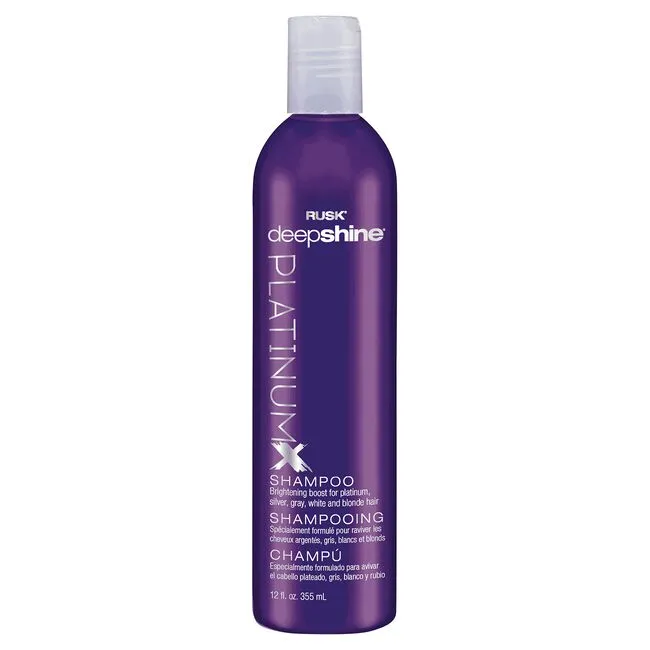 RUSK®
deepshine®
PLATINUM X
SHAMPOO
Brightening boost for platinum,
silver, gray, white and blonde hair
SHAMPOOING
Spécialement formulé pour raviver les
cheveux argentés, gris, blancs et blonds
CHAMPÚ
Especialmente formulado para avivar
el cabello plateado, gris, blanco y rubio
12 fl. oz. 355 mL